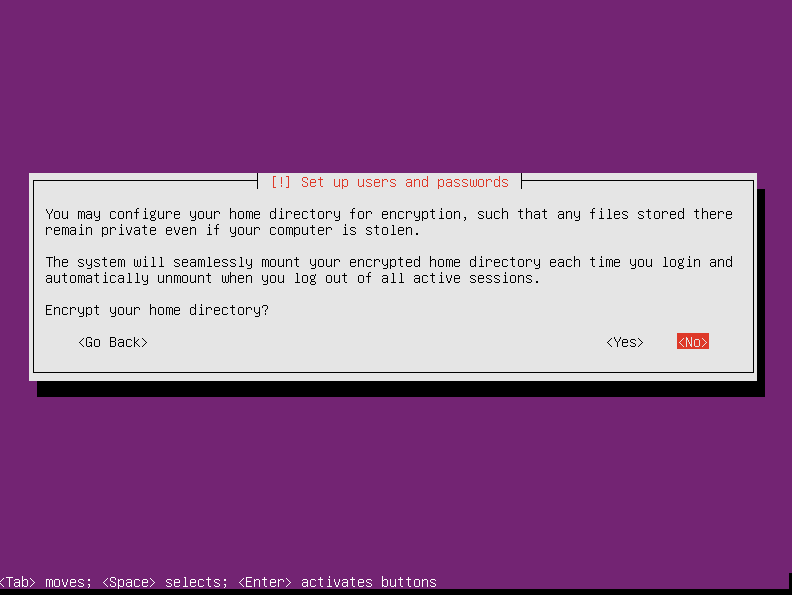 [!] Set up users and passwords
You may configure your home directory for encryption, such that any files stored there
remain private even if your computer is stolen.
The system will seamlessly mount your encrypted home directory each time you login and
automatically unmount when you log out of all active sessions.
Encrypt your home directory?
<Go Back> <Yes> <No>
<Tab> moves; <Space> selects; <Enter> activates buttons